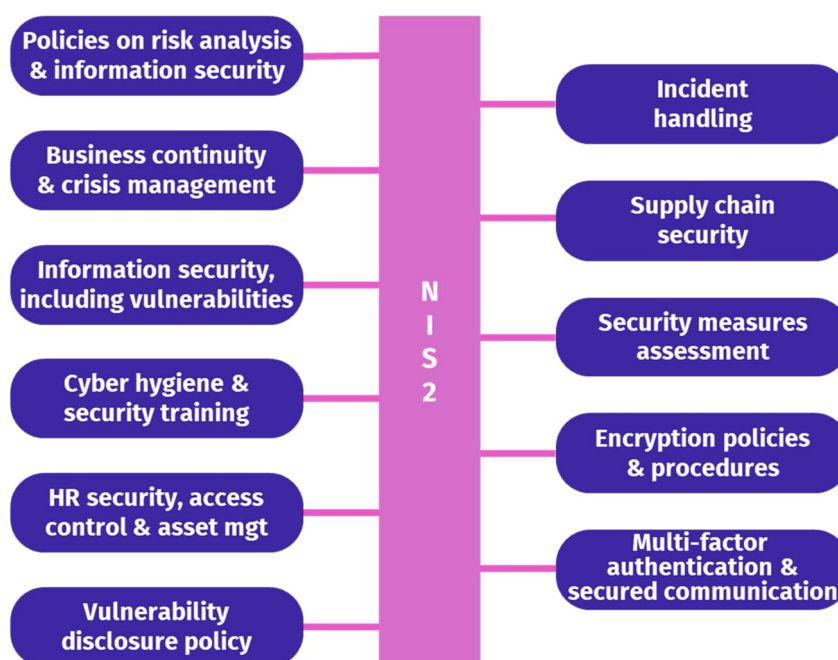 Policies on risk analysis
& information security
Business continuity
& crisis management
Information security,
including vulnerabilities
Cyber hygiene &
security training
HR security, access
control & asset mgt
Vulnerability
disclosure policy
N
I
S
2
Incident
handling
Supply chain
security
Security measures
assessment
Encryption policies
& procedures
Multi-factor
authentication &
secured communication